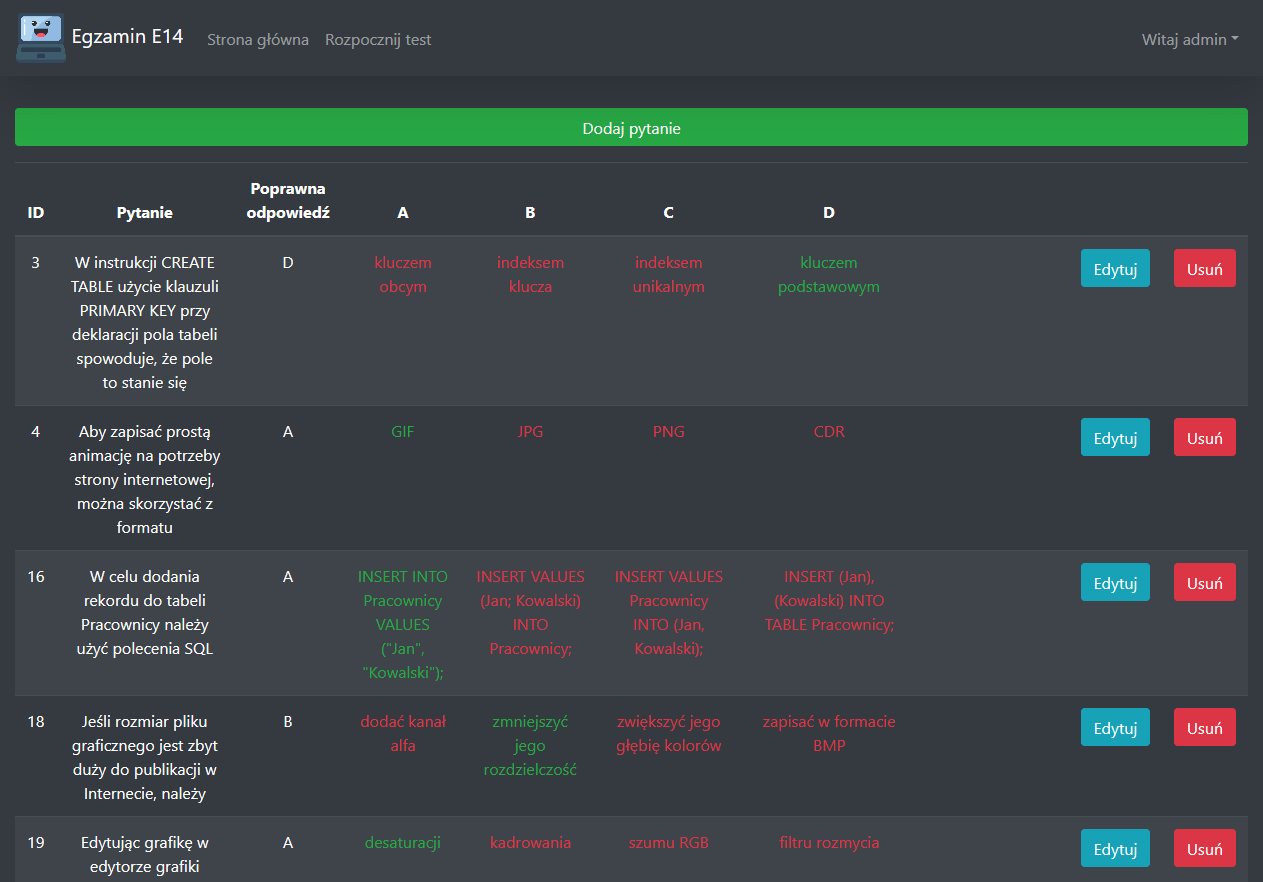 Egzamin E14 Strona główna Rozpocznij test Witaj admin
Dodaj pytanie
Poprawna
ID Pytanie odpowiedź A B C D
3 W instrukcji CREATE D kluczem indeksem indeksem kluczem Edytuj Usuń
TABLE użycie klauzuli obcym klucza unikalnym podstawowym
PRIMARY KEY przy
deklaracji pola tabeli
spowoduje, że pole
to stanie się
4 Aby zapisać prostą A GIF JPG PNG CDR Edytuj Usuń
animację na potrzeby
strony internetowej,
można skorzystać z
formatu
16 W celu dodania A INSERT INTO INSERT VALUES INSERT VALUES INSERT (Jan), Edytuj Usuń
rekordu do tabeli Pracownicy (Jan; Kowalski) Pracownicy (Kowalski) INTO
Pracownicy należy VALUES INTO INTO (Jan, TABLE Pracownicy;
użyć polecenia SQL ("Jan", Pracownicy; Kowalski);
"Kowalski");
18 Jeśli rozmiar pliku B dodać kanał zmniejszyć zwiększyć jego zapisać w formacie Edytuj Usuń
graficznego jest zbyt alfa jego głębię kolorów BMP
duży do publikacji w rozdzielczość
Internecie, należy
19 Edytując grafikę w A desaturacji kadrowania szumu RGB filtru rozmycia Edytuj Usuń
edytorze grafiki